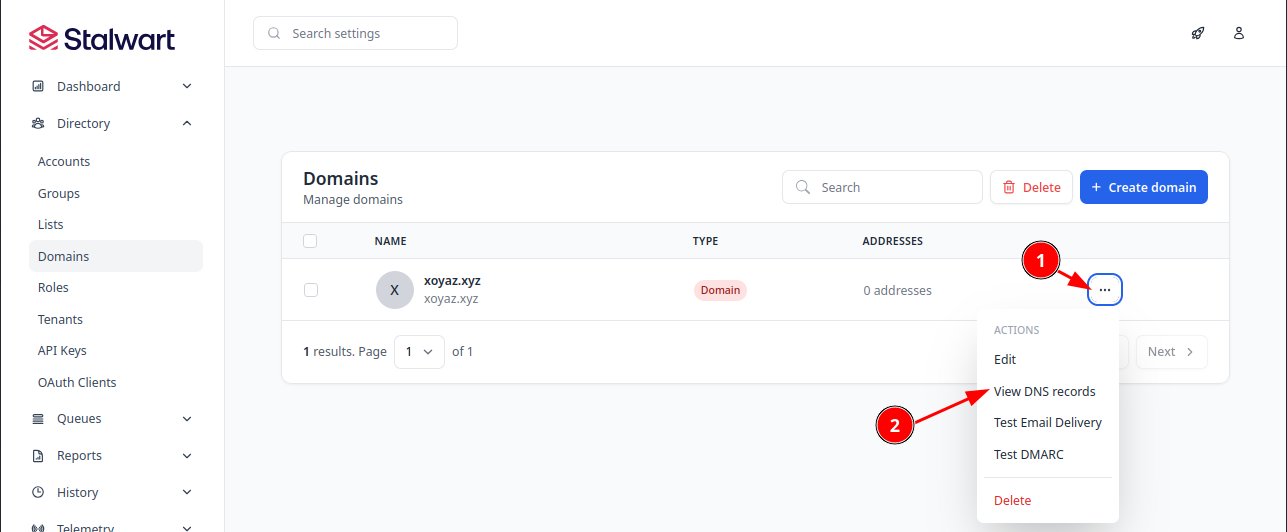 Stalwart
Search settings
Dashboard
Directory
Accounts
Groups
Lists
Domains
Roles
Tenants
API Keys
OAuth Clients
Queues
Reports
History
Telemetry
Domains
Manage domains
Search
Delete
+ Create domain
NAME TYPE ADDRESSES
X
xoyaz.xyz
xoyaz.xyz
Domain
0 addresses
...
1
1 results. Page 1 of 1
Next
ACTIONS
Edit
View DNS records
2
Test Email Delivery
Test DMARC
Delete